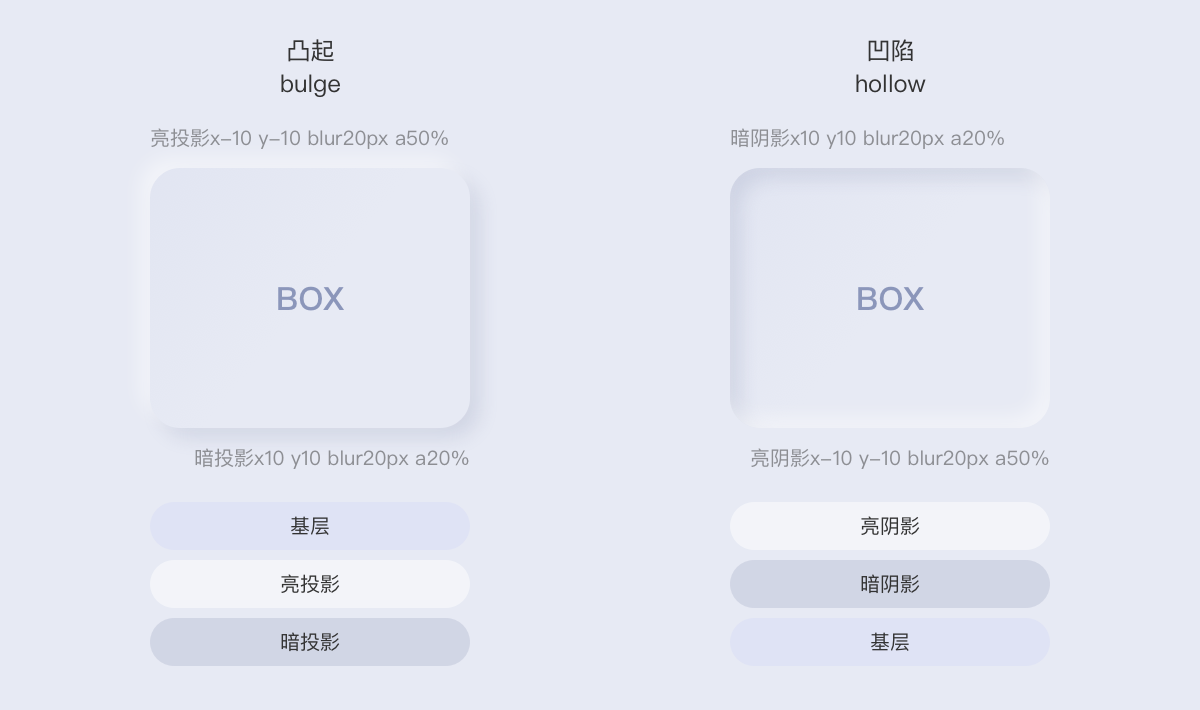 凸起
bulge
亮投影x-10 y-10 blur20px a50%
BOX
暗投影x10 y10 blur20px a20%
基层
亮投影
暗投影
凹陷
hollow
暗阴影x10 y10 blur20px a20%
BOX
亮阴影x-10 y-10 blur20px a50%
亮阴影
暗阴影
基层